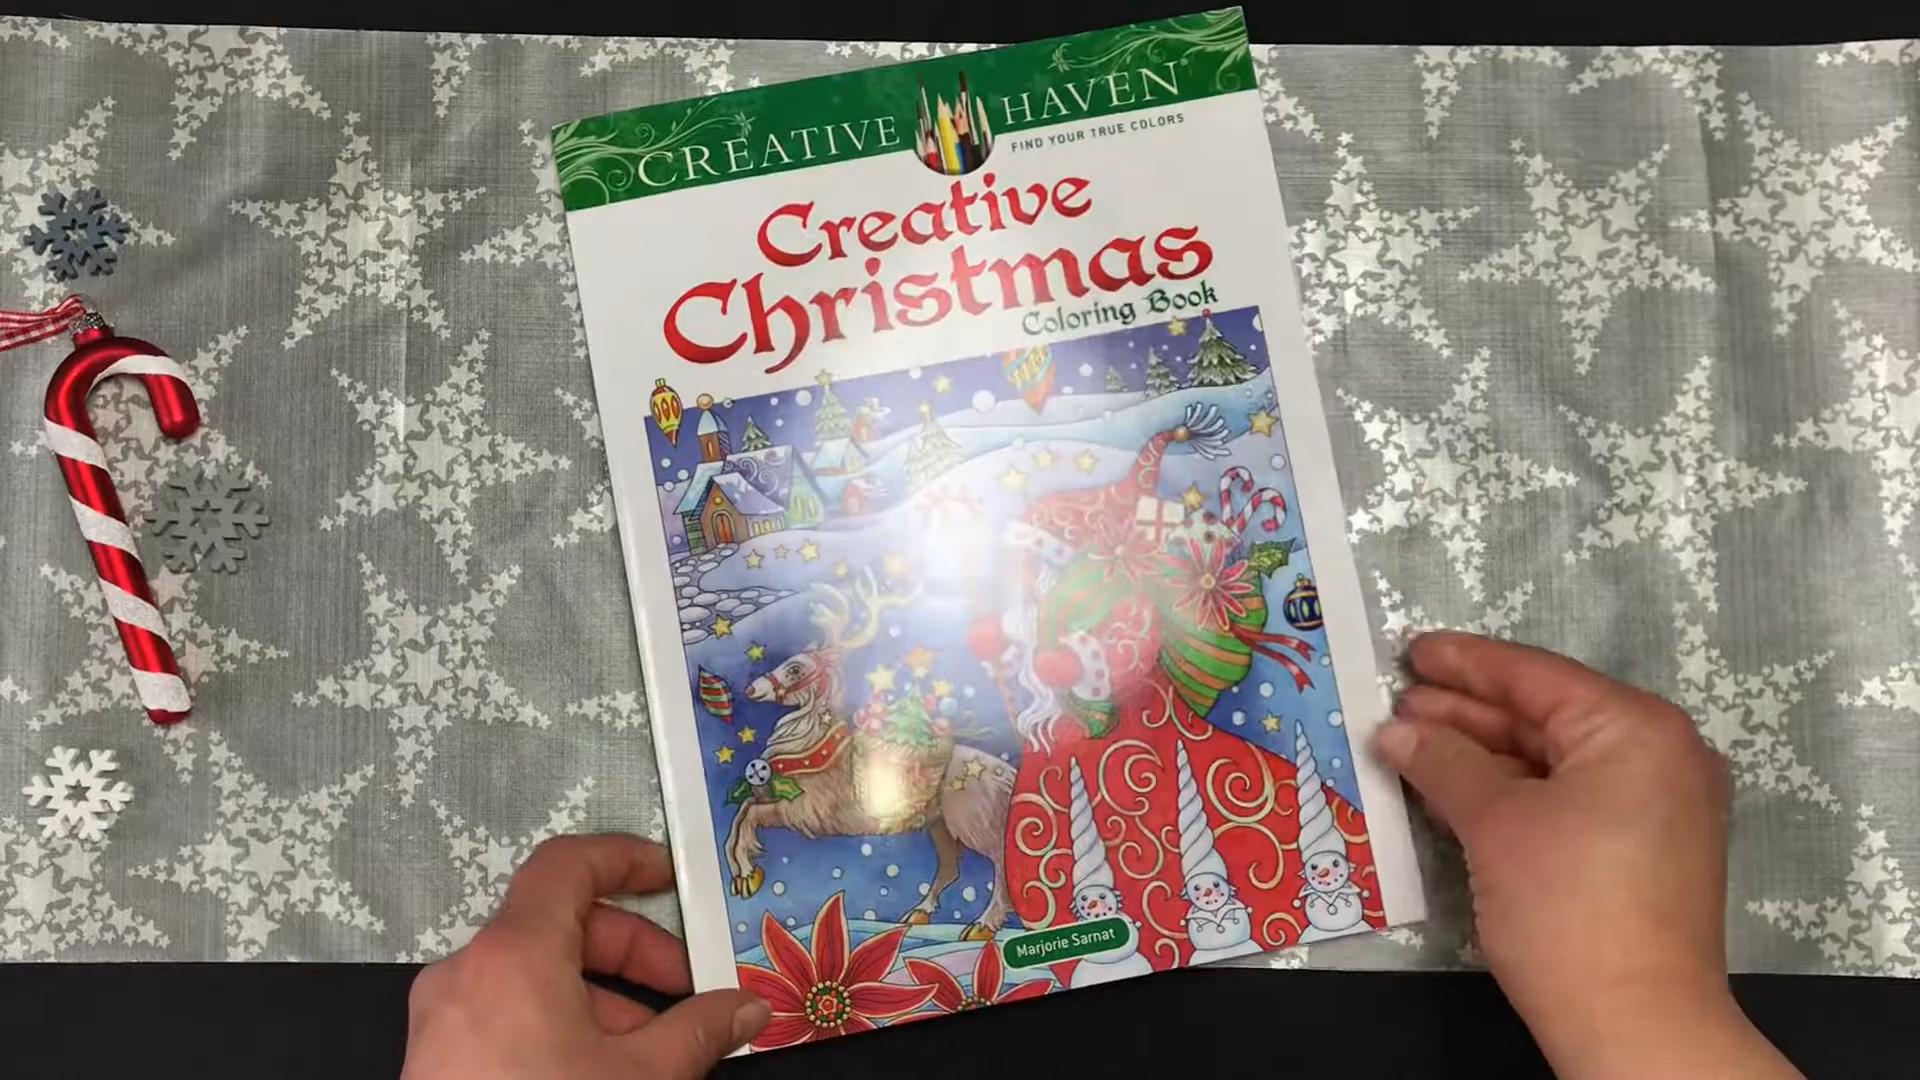 CREATIVE HAVEN
FIND YOUR TRUE COLORS
Creative
Christmas
Coloring Book
Marjorie Sarnat